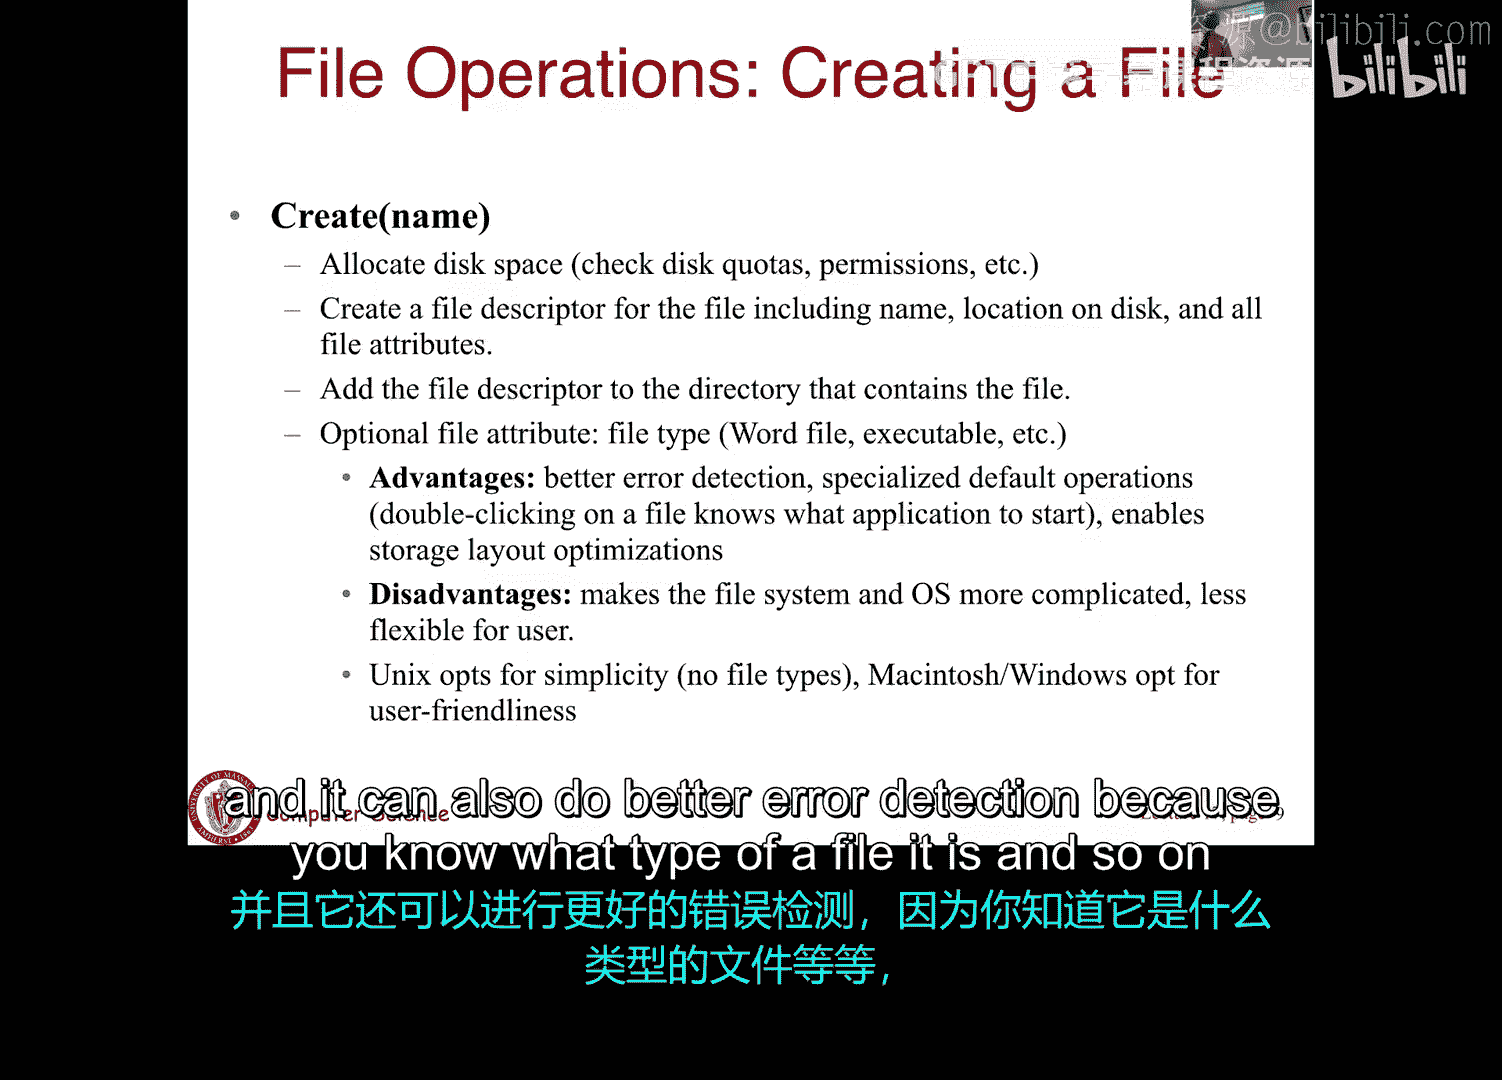 File Operations: Creating a File
bilibili
• Create(name)
– Allocate disk space (check disk quotas, permissions, etc.)
– Create a file descriptor for the file including name, location on disk, and all
file attributes.
– Add the file descriptor to the directory that contains the file.
– Optional file attribute: file type (Word file, executable, etc.)
• Advantages: better error detection, specialized default operations
(double-clicking on a file knows what application to start), enables
storage layout optimizations
• Disadvantages: makes the file system and OS more complicated, less
flexible for user.
• Unix opts for simplicity (no file types), Macintosh/Windows opt for
user-friendliness
Computer Science
and it can also do better error detection because
you know what type of a file it is and so on
并且它还可以进行更好的错误检测，因为你知道它是什么
类型的文件等等，